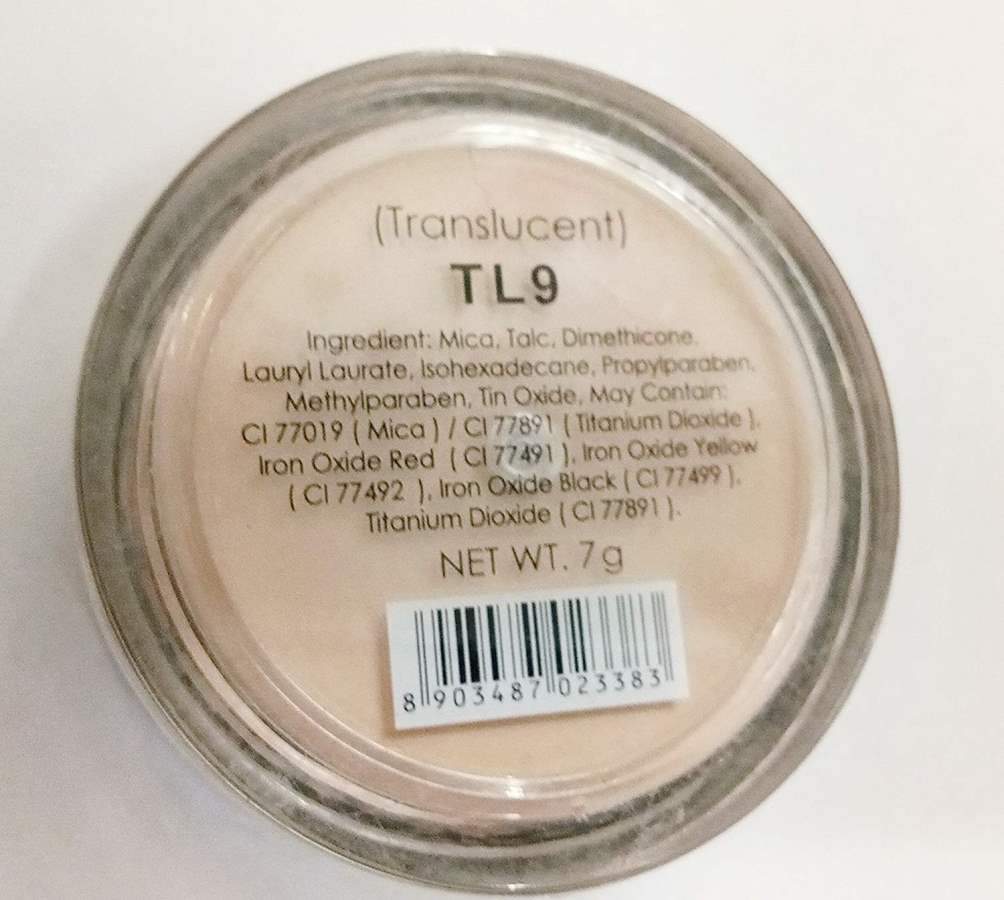 (Translucent)
TL9
Ingredient: Mica, Talc, Dimethicone,
Lauryl Laurate, Isohexadecane, Propylparaben,
Methylparaben, Tin Oxide, May Contain:
CI 77019 ( Mica ) / CI 77891 ( Titanium Dioxide ),
Iron Oxide Red ( CI 77491 ), Iron Oxide Yellow
( CI 77492 ), Iron Oxide Black ( CI 77499 ),
Titanium Dioxide ( CI 77891 ).
NET WT. 7g
8 903487 023383